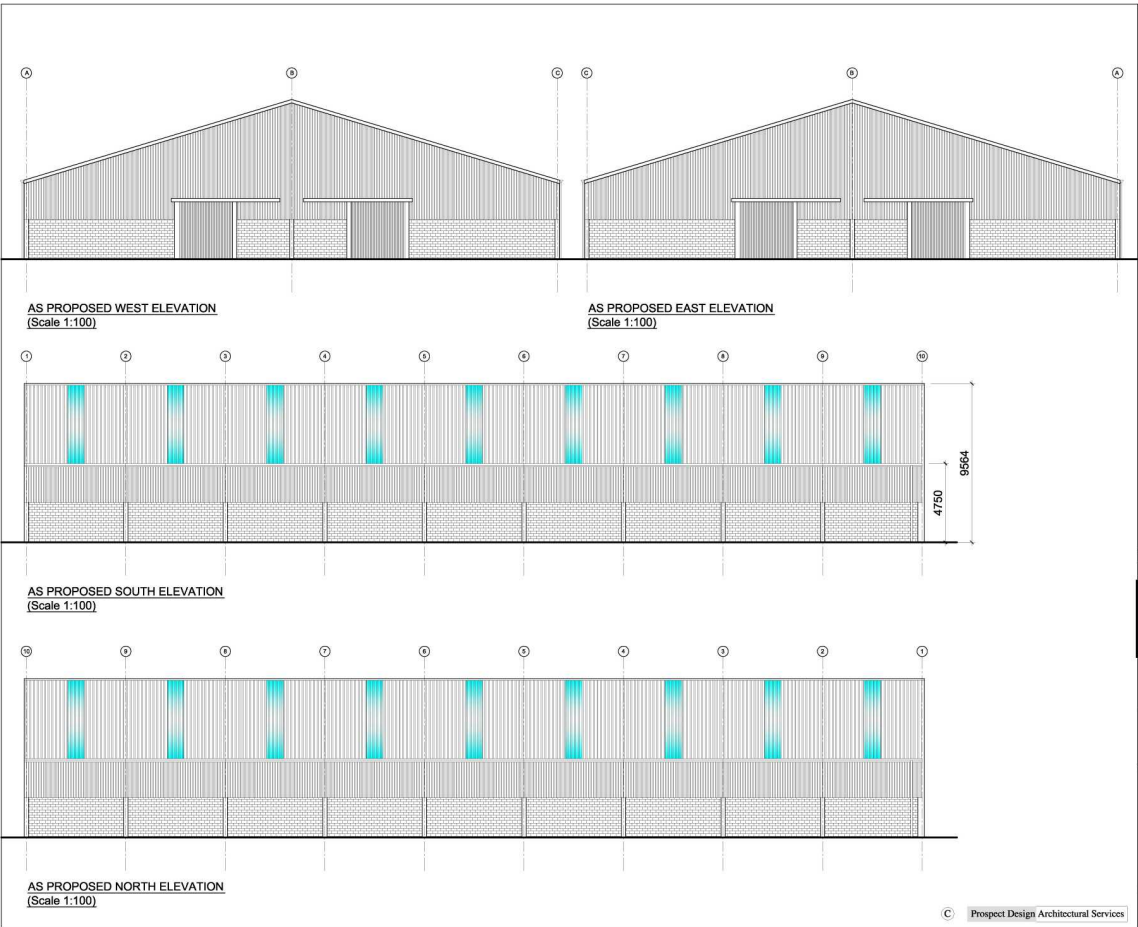 A B C C B A
AS PROPOSED WEST ELEVATION AS PROPOSED EAST ELEVATION
(Scale 1:100) (Scale 1:100)
1 2 3 4 5 6 7 8 9 10
9564
4750
AS PROPOSED SOUTH ELEVATION
(Scale 1:100)
10 9 8 7 6 5 4 3 2 1
AS PROPOSED NORTH ELEVATION
(Scale 1:100)
C Prospect Design Architectural Services